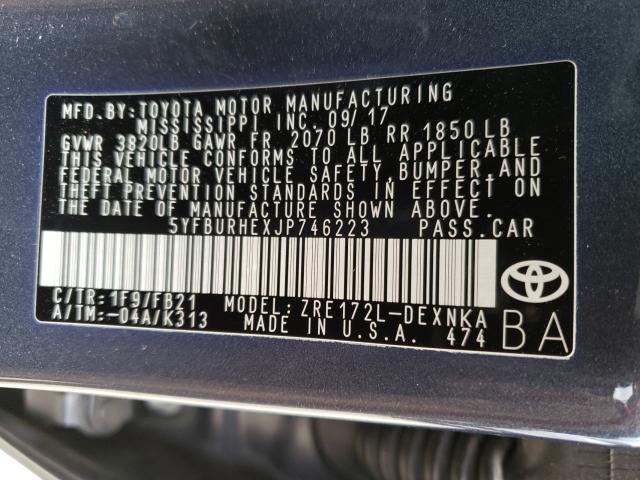 MFD.BY:TOYOTA MOTOR MANUFACTURING
MISSISSIPPI INC. 09/17
GVWR 3820LB GAWR FR. 2070 LB RR 1850 LB
THIS VEHICLE CONFORMS TO ALL APPLICABLE
FEDERAL MOTOR VEHICLE SAFETY,BUMPER,AND
THEFT PREVENTION STANDARDS IN EFFECT ON
THE DATE OF MANUFACTURE SHOWN ABOVE.
5YFBURHEXJP746223 PASS.CAR
C/TR:1F9/FB21 MODEL:ZRE172L-DEXNKA
A/TM:-04A/K313 MADE IN U.S.A. 474
BA